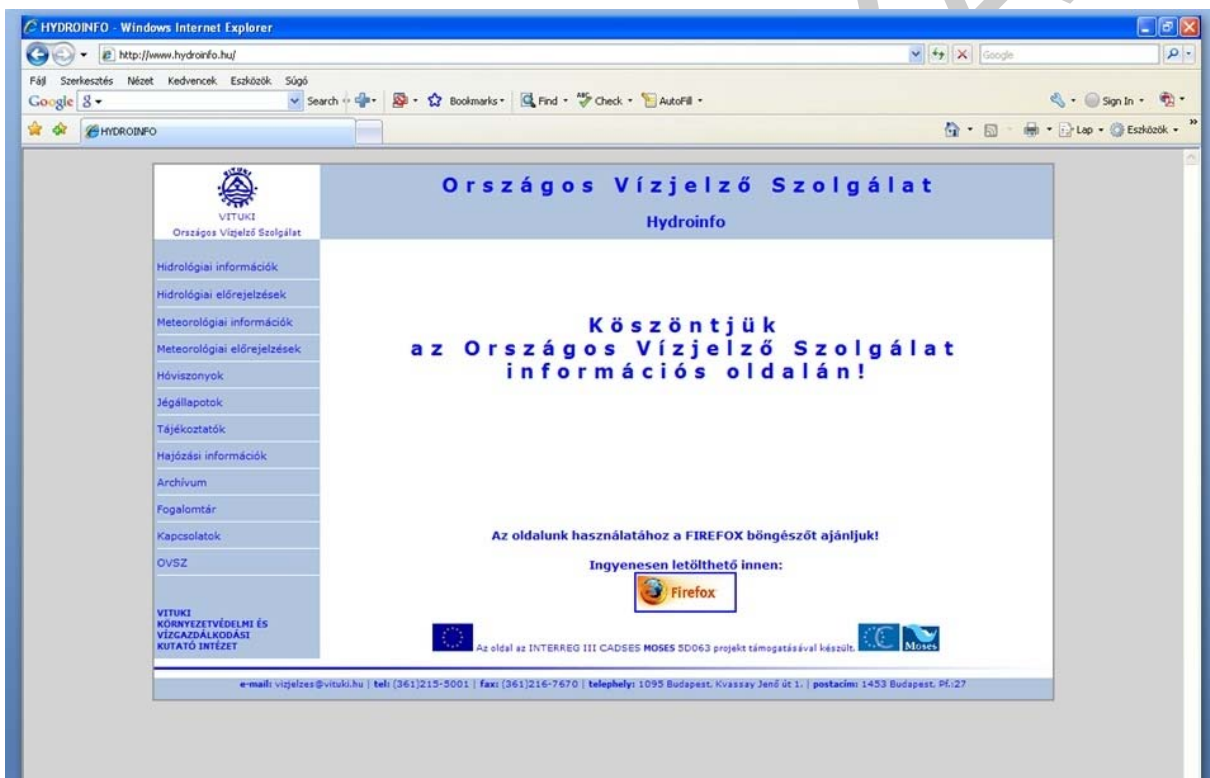 HYDROINFO - Windows Internet Explorer
http://www.hydroinfo.hu/
Google
Fájl Szerkesztés Nézet Kedvencek Eszközök Súgó
Google Search Bookmarks Find Check AutoFill Sign In
HYDROINFO Lap Eszközök
VITUKI
Országos Vízjelző Szolgálat
Országos Vízjelző Szolgálat
Hydroinfo
Hidrológiai információk
Hidrológiai előrejelzések
Meteorológiai információk
Meteorológiai előrejelzések
Hóviszonyok
Jégállapotok
Tájékoztatók
Hajózási információk
Archívum
Fogalomtár
Kapcsolatok
OVSZ
VITUKI
KÖRNYEZETVÉDELMI ÉS
VÍZGAZDÁLKODÁSI
KUTATÓ INTÉZET
Köszöntjük
az Országos Vízjelző Szolgálat
információs oldalán!
Az oldalunk használatához a FIREFOX böngészőt ajánljuk!
Ingyenesen letölthető innen:
Firefox
Az oldal az INTERREG III CADSES MOSES 5D063 projekt támogatásával készült.
Moses
e-mail: vizjelzes@vituki.hu | tel: (361)215-5001 | fax: (361)216-7670 | telephely: 1095 Budapest, Kvassay Jenő út 1. | postacím: 1453 Budapest, Pf.:27